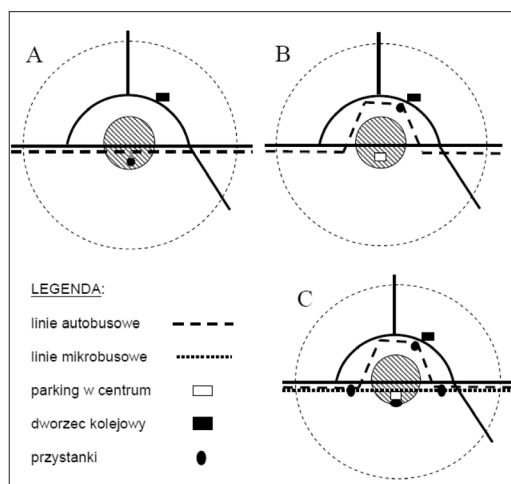 A
B
LEGENDA:
C
linie autobusowe
linie mikrobusowe
parking w centrum
dworzec kolejowy
przystanki